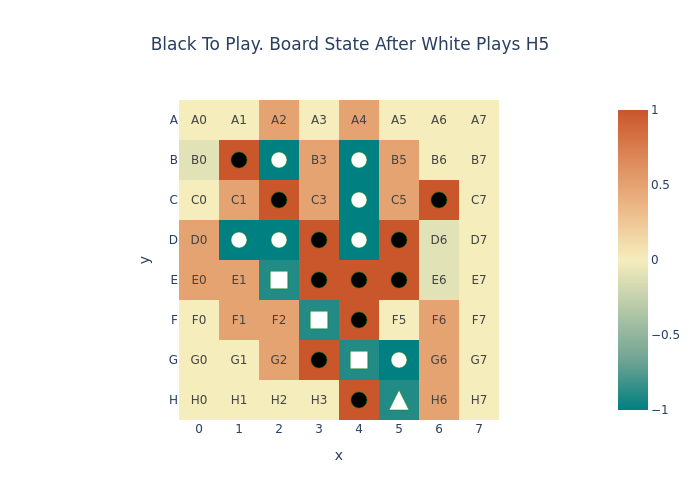 Black To Play. Board State After White Plays H5
A A0 A1 A2 A3 A4 A5 A6 A7
B B0 B3 B5 B6 B7
C C0 C1 C3 C5 C7
D D0 D6 D7
E E0 E1 E6 E7
F F0 F1 F2 F5 F6 F7
G G0 G1 G2 G6 G7
H H0 H1 H2 H3 H6 H7
0 1 2 3 4 5 6 7
x
y
1
0.5
0
−0.5
−1